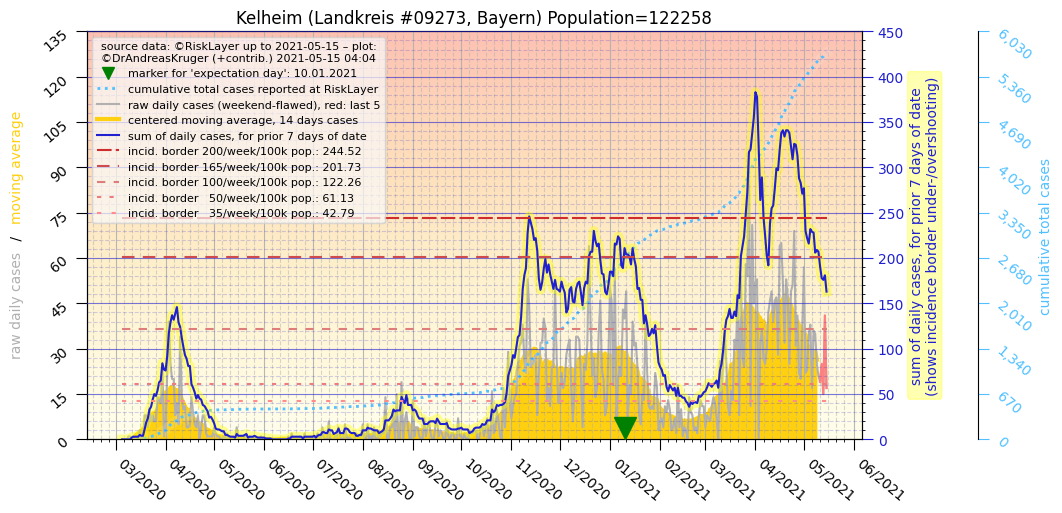 Kelheim (Landkreis #09273, Bayern) Population=122258
source data: ©RiskLayer up to 2021-05-15 – plot:
©DrAndreasKruger (+contrib.) 2021-05-15 04:04
marker for 'expectation day': 10.01.2021
cumulative total cases reported at RiskLayer
raw daily cases (weekend-flawed), red: last 5
centered moving average, 14 days cases
sum of daily cases, for prior 7 days of date
incid. border 200/week/100k pop.: 244.52
incid. border 165/week/100k pop.: 201.73
incid. border 100/week/100k pop.: 122.26
incid. border   50/week/100k pop.: 61.13
incid. border   35/week/100k pop.: 42.79
raw daily cases  /  moving average
135
120
105
90
75
60
45
30
15
0
03/2020
04/2020
05/2020
06/2020
07/2020
08/2020
09/2020
10/2020
11/2020
12/2020
01/2021
02/2021
03/2021
04/2021
05/2021
06/2021
450
400
350
300
250
200
150
100
50
0
sum of daily cases, for prior 7 days of date
(shows incidence border under-/overshooting)
6,030
5,360
4,690
4,020
3,350
2,680
2,010
1,340
670
0
cumulative total cases